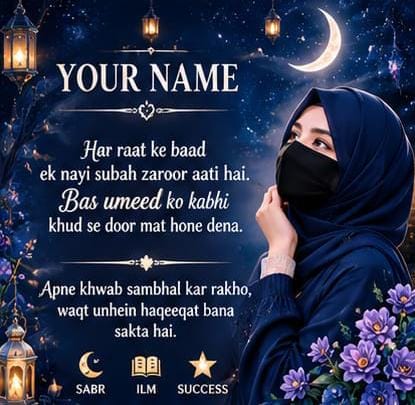 YOUR NAME
Har raat ke baad
ek nayi subah zaroor aati hai.
Bas umeed ko kabhi
khud se door mat hone dena.
Apne khwab sambhal kar rakho,
waqt unhein haqeeqat bana
sakta hai.
SABR ILM SUCCESS